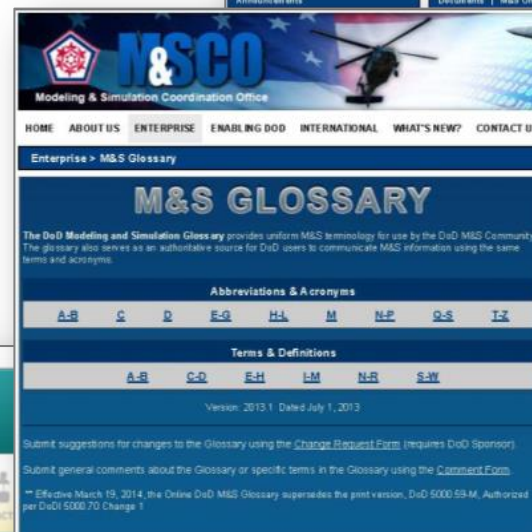 Announcements
Documents | M&S
M&SCO
Modeling & Simulation Coordination Office
HOME ABOUT US ENTERPRISE ENABLING DOD INTERNATIONAL WHAT'S NEW? CONTACT U
Enterprise > M&S Glossary
M&S GLOSSARY
The DoD Modeling and Simulation Glossary provides uniform M&S terminology for use by the DoD M&S Community
The glossary also serves as an authoritative source for DoD users to communicate M&S information using the same
terms and acronyms.
Abbreviations & Acronyms
A-B C D E-G H-L M N-P Q-S T-Z
Terms & Definitions
A-B C-D E-H I-M N-R S-W
Version: 2013.1 Dated July 1, 2013
Submit suggestions for changes to the Glossary using the Change Request Form (requires DoD Sponsor).
Submit general comments about the Glossary or specific terms in the Glossary using the Comment Form.
** Effective March 19, 2014, the Online DoD M&S Glossary supersedes the print version, DoD 5000.59-M, Authorized
per DoDI 5000.70 Change 1